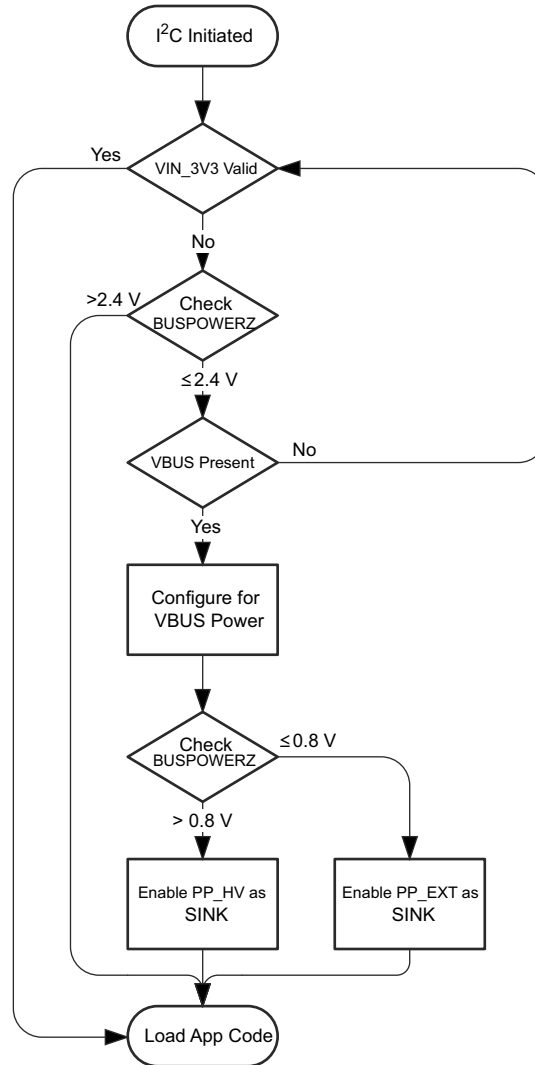 I²C Initiated
Yes
VIN_3V3 Valid
No
>2.4 V
Check
BUSPOWERZ
≤2.4 V
VBUS Present
No
Yes
Configure for
VBUS Power
Check
BUSPOWERZ
≤0.8 V
> 0.8 V
Enable PP_HV as
SINK
Enable PP_EXT as
SINK
Load App Code